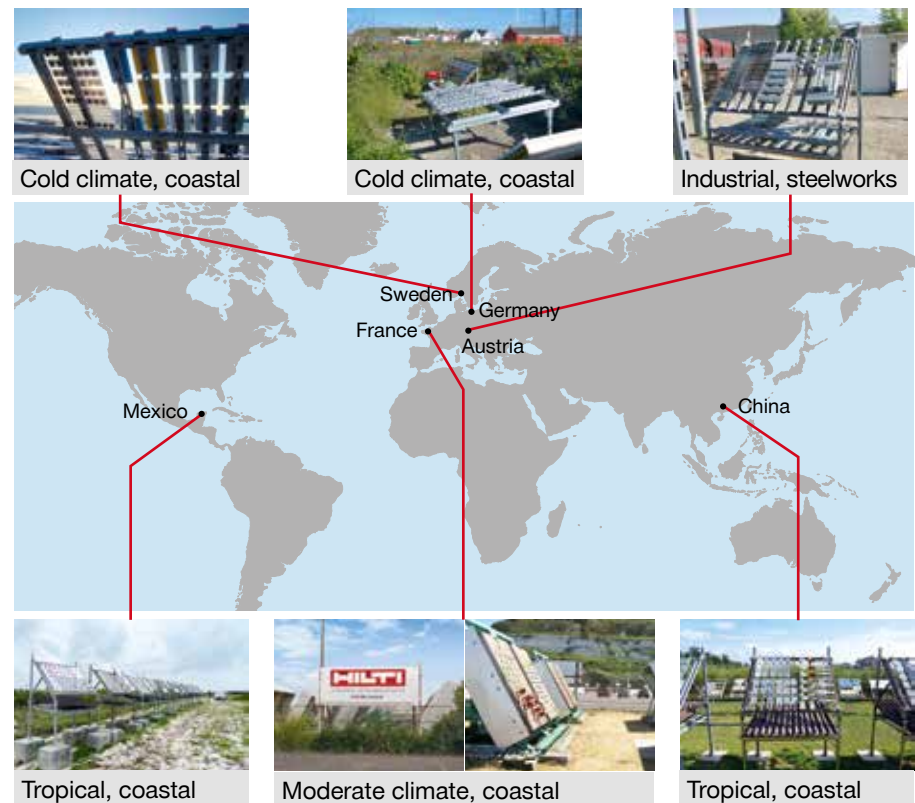 Cold climate, coastal
Cold climate, coastal
Industrial, steelworks
Sweden
Germany
France
Austria
Mexico
China
HILTI
Tropical, coastal
Moderate climate, coastal
Tropical, coastal